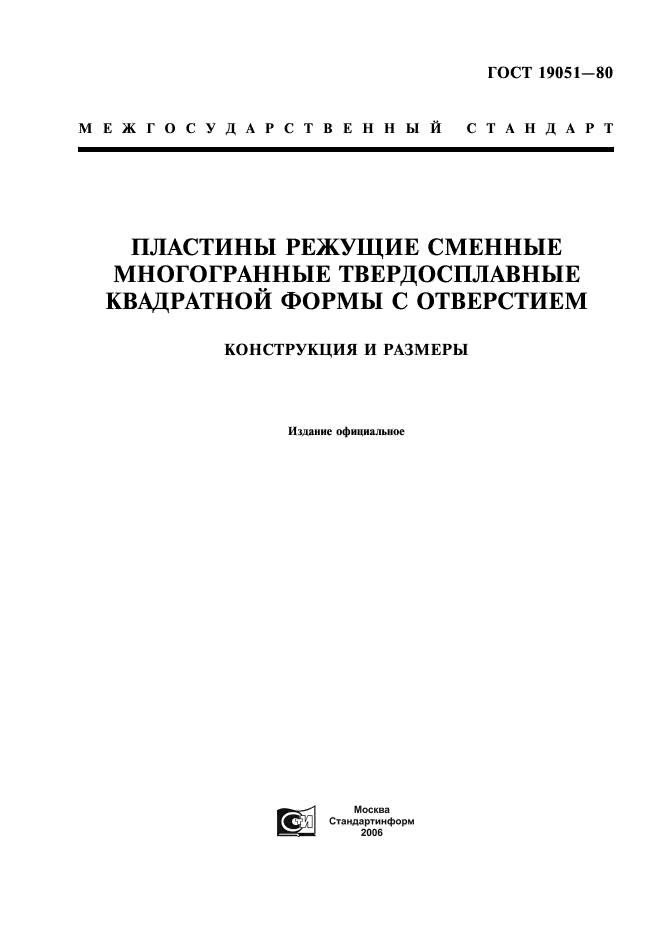 ГОСТ 19051—80
МЕЖГОСУДАРСТВЕННЫЙ СТАНДАРТ
ПЛАСТИНЫ РЕЖУЩИЕ СМЕННЫЕ
МНОГОГРАННЫЕ ТВЕРДОСПЛАВНЫЕ
КВАДРАТНОЙ ФОРМЫ С ОТВЕРСТИЕМ
КОНСТРУКЦИЯ И РАЗМЕРЫ
Издание официальное
Москва
Стандартинформ
2006